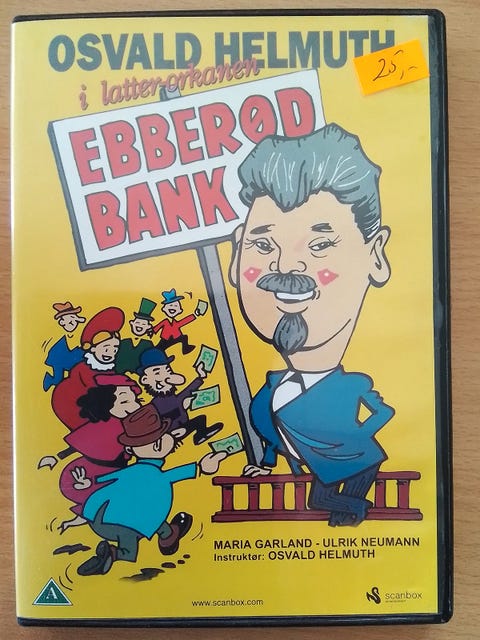 OSVALD HELMUTH
25,-
i latter-orkanen
EBBERØD
BANK
MARIA GARLAND - ULRIK NEUMANN
Instruktør: OSVALD HELMUTH
A
www.scanbox.com
scanbox